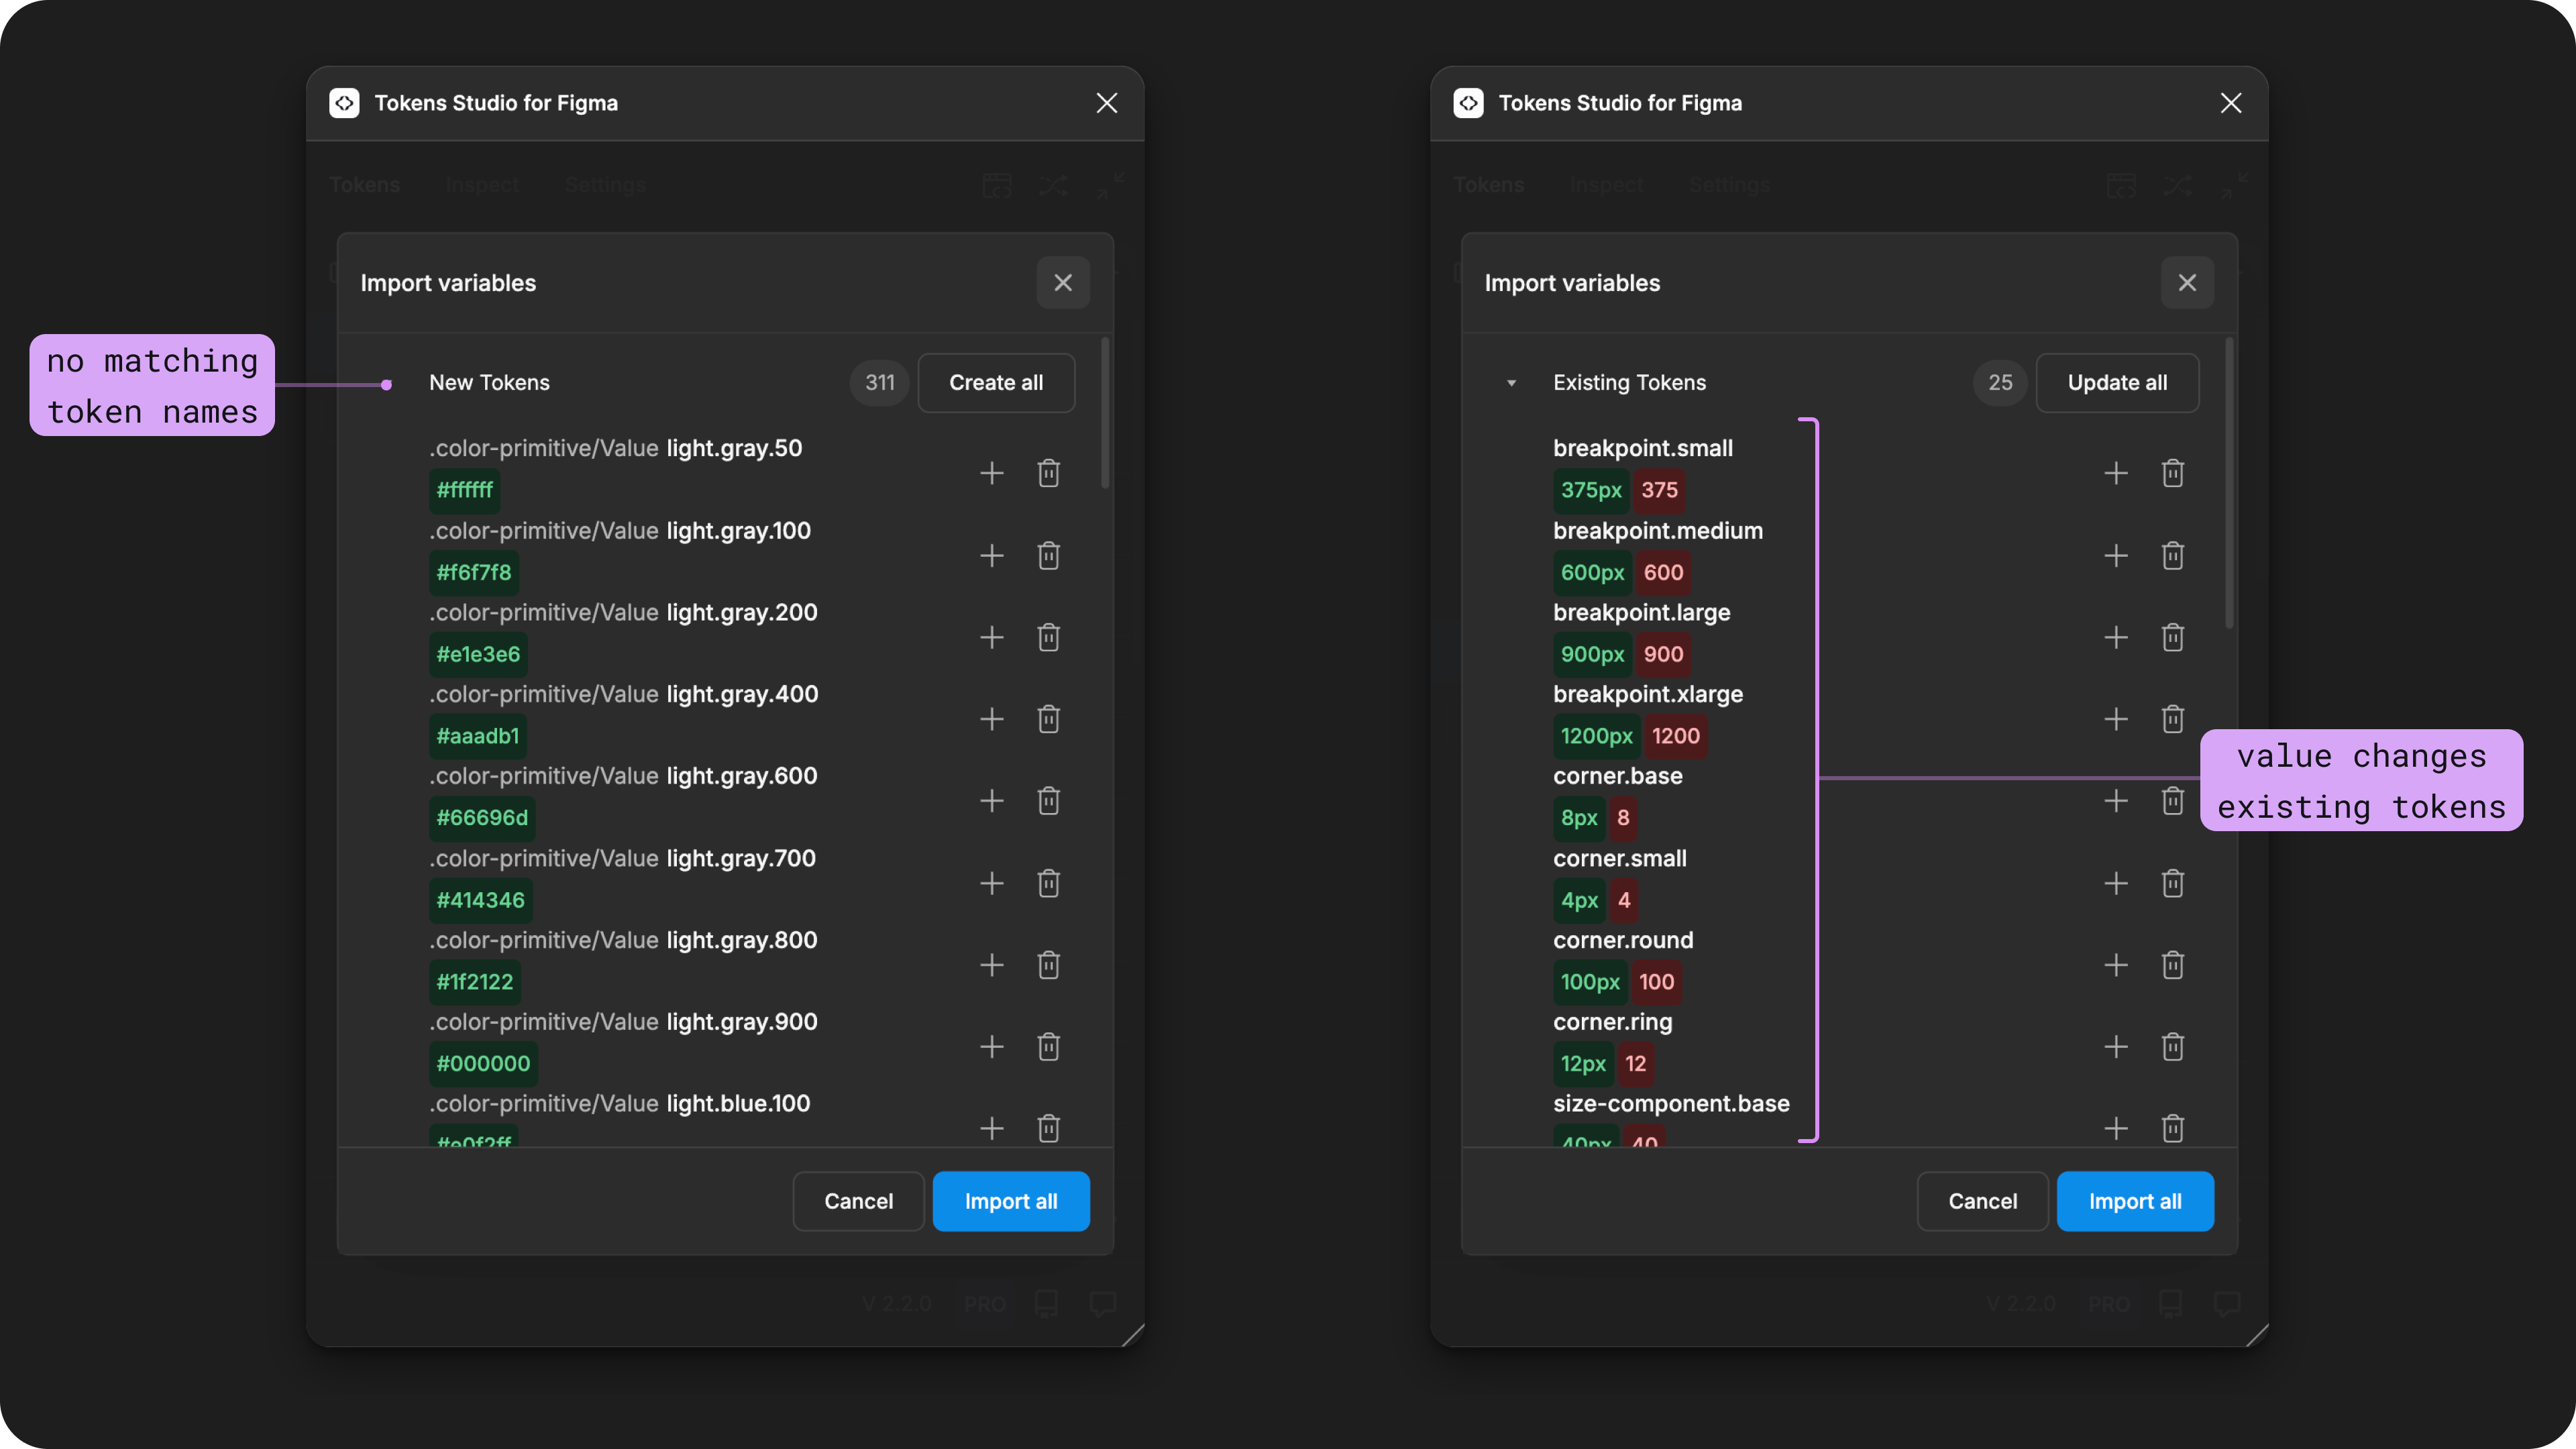 Tokens Studio for Figma
Tokens Inspect Settings
Import variables
no matching
token names
New Tokens 311 Create all
.color-primitive/Value light.gray.50
#ffffff
.color-primitive/Value light.gray.100
#f6f7f8
.color-primitive/Value light.gray.200
#e1e3e6
.color-primitive/Value light.gray.400
#aaadb1
.color-primitive/Value light.gray.600
#66696d
.color-primitive/Value light.gray.700
#414346
.color-primitive/Value light.gray.800
#1f2122
.color-primitive/Value light.gray.900
#000000
.color-primitive/Value light.blue.100
#e0f2ff
Cancel Import all
V 2.2.0 PRO
Tokens Studio for Figma
Tokens Inspect Settings
Import variables
Existing Tokens 25 Update all
breakpoint.small
375px 375
breakpoint.medium
600px 600
breakpoint.large
900px 900
breakpoint.xlarge
1200px 1200
corner.base
8px 8
corner.small
4px 4
corner.round
100px 100
corner.ring
12px 12
size-component.base
40px 40
value changes
existing tokens
Cancel Import all
V 2.2.0 PRO